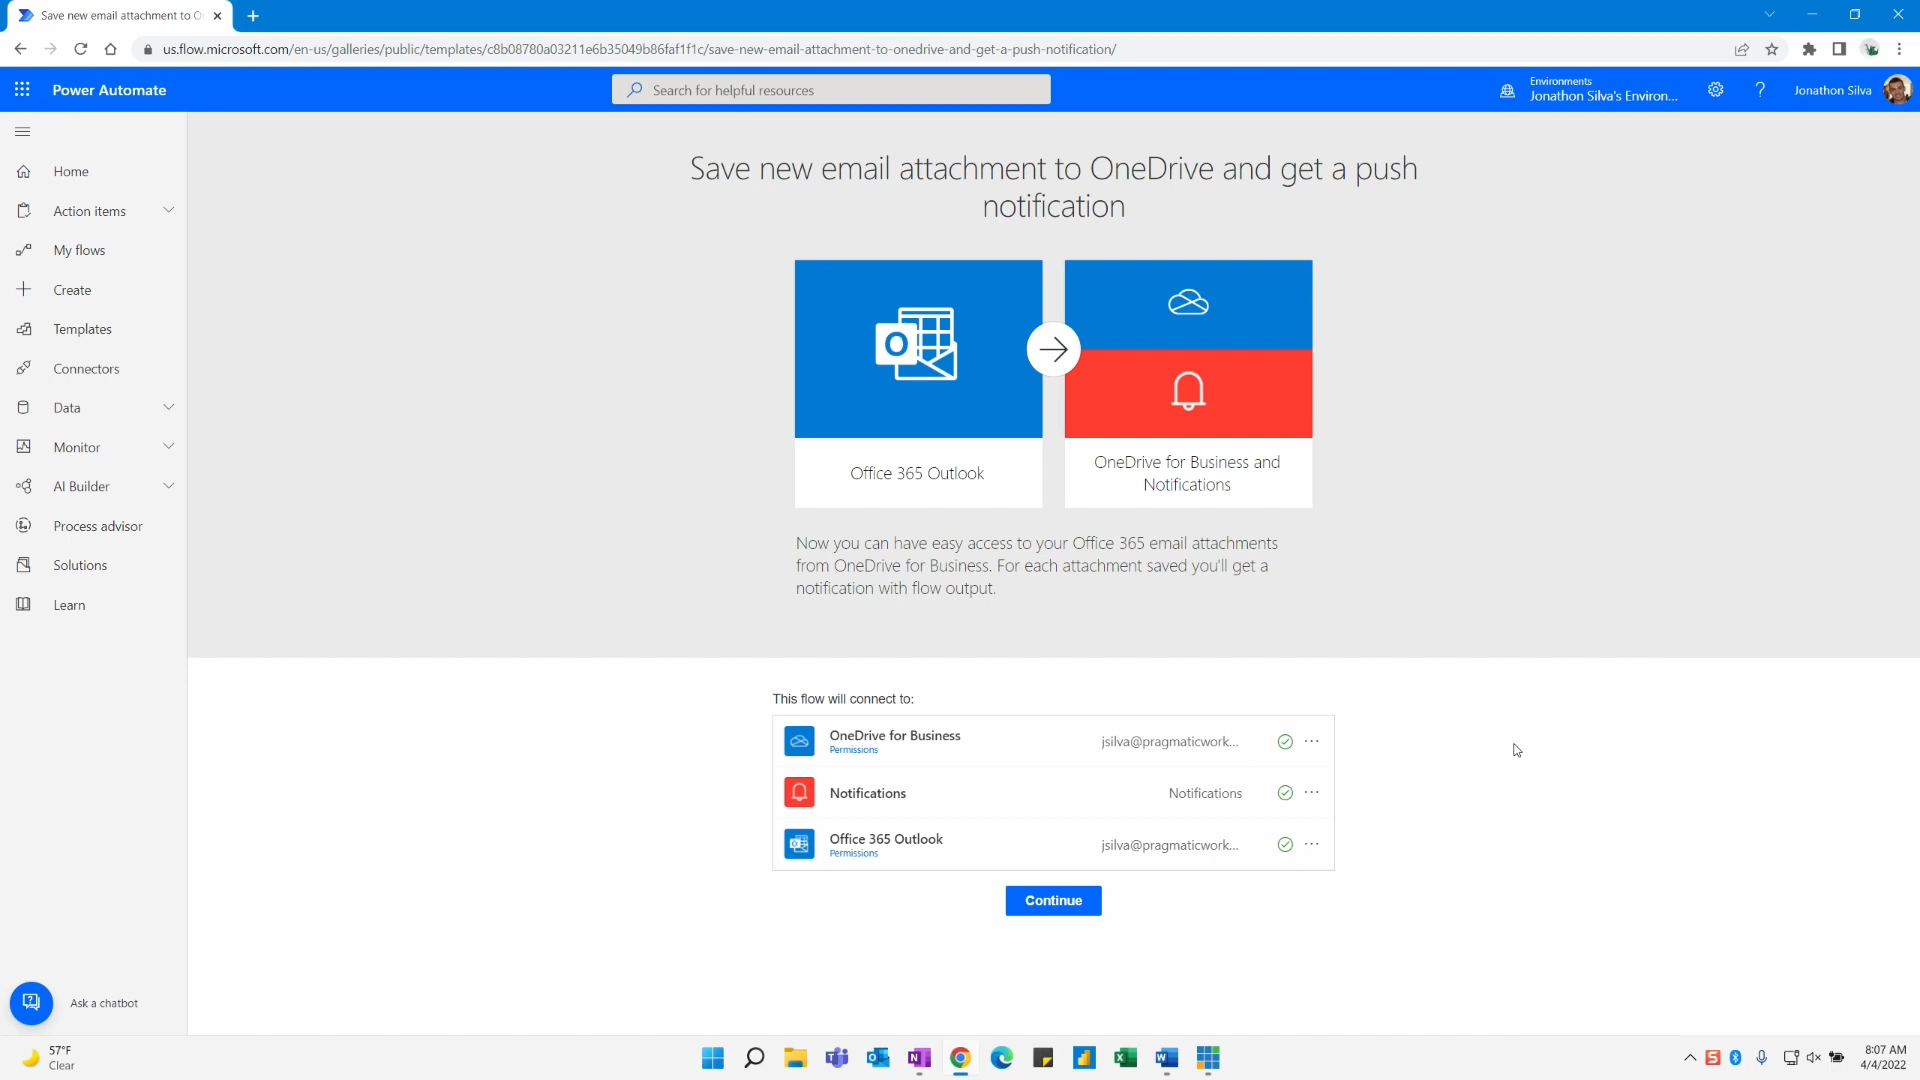 Save new email attachment to O
us.flow.microsoft.com/en-us/galleries/public/templates/c8b08780a03211e6b35049b86faf1f1c/save-new-email-attachment-to-onedrive-and-get-a-push-notification/
Power Automate
Search for helpful resources
Environments
Jonathon Silva's Environ...
?
Jonathon Silva
Home
Action items
My flows
Create
Templates
Connectors
Data
Monitor
AI Builder
Process advisor
Solutions
Learn
Ask a chatbot
Save new email attachment to OneDrive and get a push
notification
Office 365 Outlook
OneDrive for Business and
Notifications
Now you can have easy access to your Office 365 email attachments
from OneDrive for Business. For each attachment saved you'll get a
notification with flow output.
This flow will connect to:
OneDrive for Business
Permissions
jsilva@pragmaticwork...
Notifications
Notifications
Office 365 Outlook
Permissions
jsilva@pragmaticwork...
Continue
57°F
Clear
8:07 AM
4/4/2022